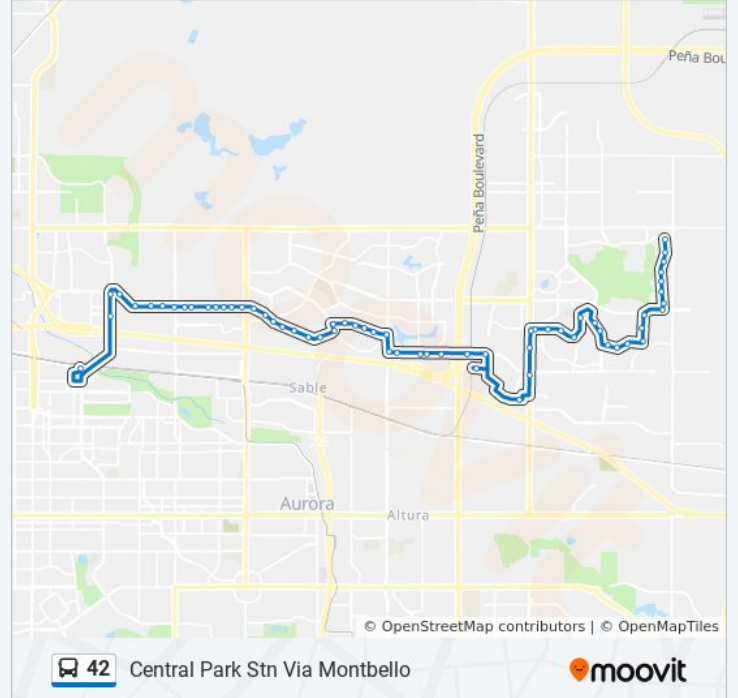 Peña Bou
Peña Boulevard
Sable
Aurora
Altura
© OpenStreetMap contributors | © OpenMapTiles
42 Central Park Stn Via Montbello
moovit